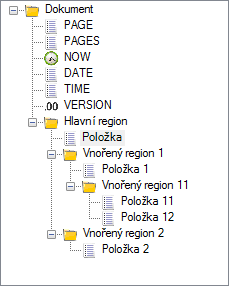 Dokument
PAGE
PAGES
NOW
DATE
TIME
.00 VERSION
Hlavní region
Položka
Vnořený region 1
Položka 1
Vnořený region 11
Položka 11
Položka 12
Vnořený region 2
Položka 2